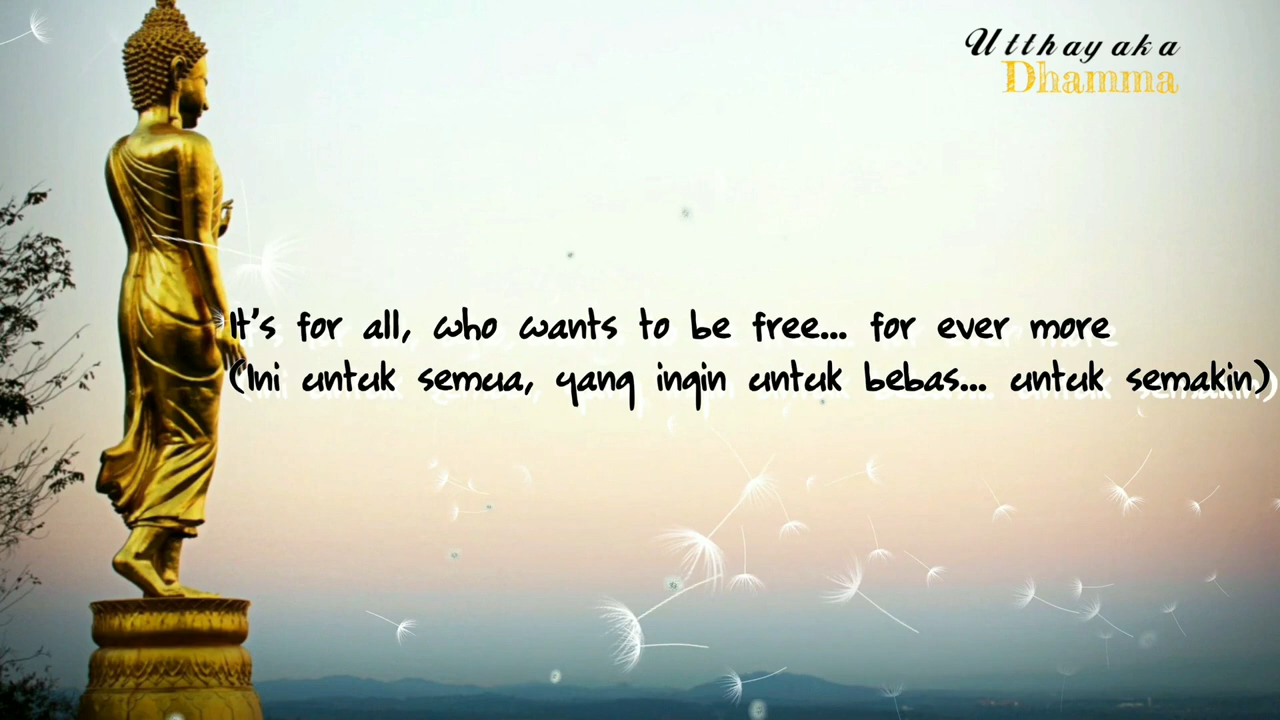 Utthayaka
Dhamma
It's for all, who wants to be free... for ever more
(Ini untuk semua, yang ingin untuk bebas... untuk semakin)